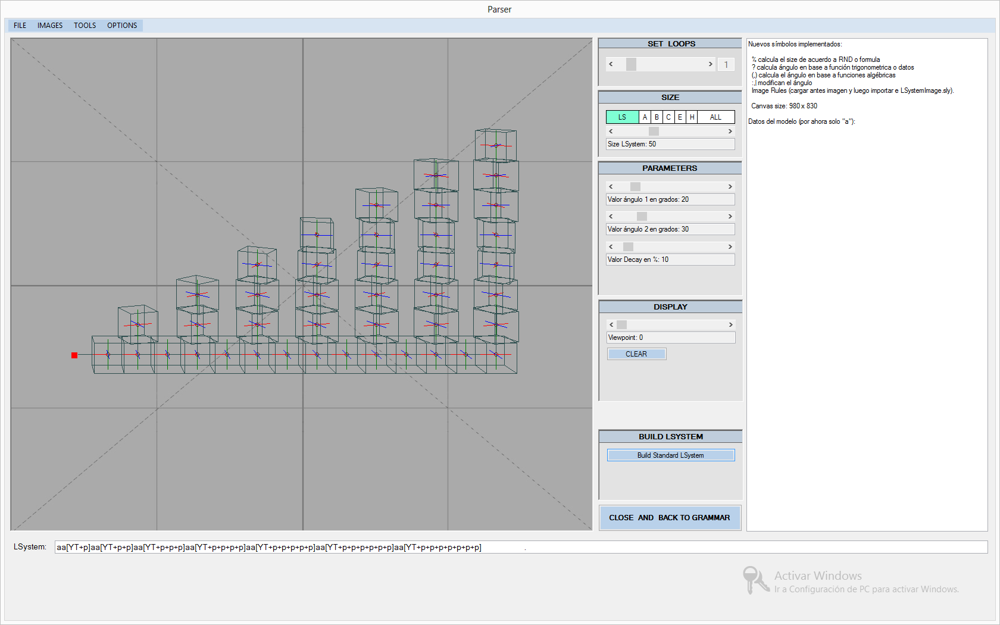 Parser
FILE IMAGES TOOLS OPTIONS
SET LOOPS
< > 1
SIZE
LS A B C E H ALL
< >
Size LSystem: 50
PARAMETERS
< >
Valor ángulo 1 en grados: 20
< >
Valor ángulo 2 en grados: 30
< >
Valor Decay en %: 10
DISPLAY
< >
Viewpoint: 0
CLEAR
BUILD LSYSTEM
Build Standard LSystem
CLOSE AND BACK TO GRAMMAR
Nuevos símbolos implementados:
% calcula el size de acuerdo a RND o formula
? calcula ángulo en base a función trigonometrica o datos
(,) calcula el ángulo en base a funciones algébricas
:,| modifican el ángulo
Image Rules (cargar antes imagen y luego importar e LSystemImage.sly).
Canvas size: 980 x 830
Datos del modelo (por ahora solo "a"):
LSystem: aa[YT+p]aa[YT+p+p]aa[YT+p+p+p]aa[YT+p+p+p+p]aa[YT+p+p+p+p+p]aa[YT+p+p+p+p+p+p]aa[YT+p+p+p+p+p+p+p] .
Activar Windows
Ir a Configuración de PC para activar Windows.